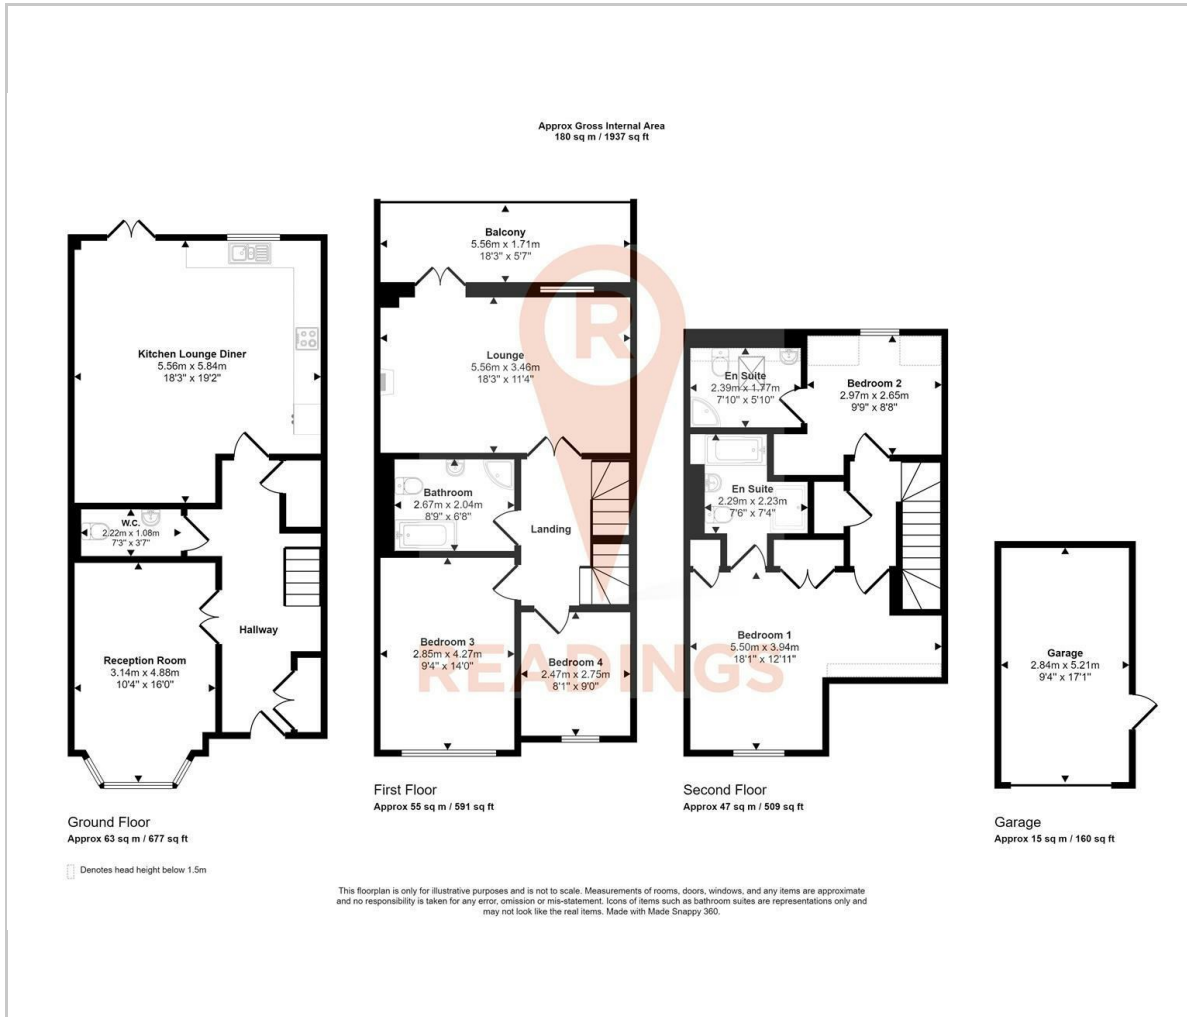 Approx Gross Internal Area
180 sq m / 1937 sq ft
Kitchen Lounge Diner
5.56m x 5.84m
18'3" x 19'2"
W.C.
2.22m x 1.08m
7'3" x 3'7"
Hallway
Reception Room
3.14m x 4.88m
10'4" x 16'0"
Ground Floor
Approx 63 sq m / 677 sq ft
Denotes head height below 1.5m
Balcony
5.56m x 1.71m
18'3" x 5'7"
R
Lounge
5.56m x 3.46m
18'3" x 11'4"
Bathroom
2.67m x 2.04m
8'9" x 6'8"
Landing
Bedroom 3
2.85m x 4.27m
9'4" x 14'0"
Bedroom 4
2.47m x 2.75m
8'1" x 9'0"
READINGS
First Floor
Approx 55 sq m / 591 sq ft
En Suite
2.39m x 1.77m
7'10" x 5'10"
Bedroom 2
2.97m x 2.65m
9'9" x 8'8"
En Suite
2.29m x 2.23m
7'6" x 7'4"
Bedroom 1
5.50m x 3.94m
18'1" x 12'11"
Second Floor
Approx 47 sq m / 509 sq ft
Garage
2.84m x 5.21m
9'4" x 17'1"
Garage
Approx 15 sq m / 160 sq ft
This floorplan is only for illustrative purposes and is not to scale. Measurements of rooms, doors, windows, and any items are approximate
and no responsibility is taken for any error, omission or mis-statement. Icons of items such as bathroom suites are representations only and
may not look like the real items. Made with Made Snappy 360.